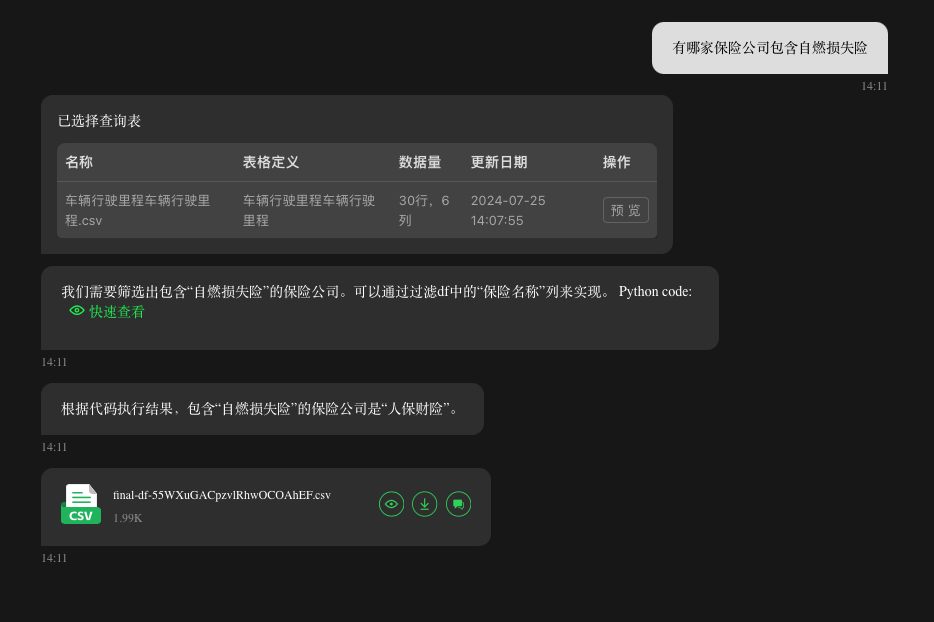 有哪家保险公司包含自燃损失险
14:11
已选择查询表
名称 表格定义 数据量 更新日期 操作
车辆行驶里程车辆行驶里 车辆行驶里程车辆行驶 30行，6 2024-07-25 预 览
程.csv 里程 列 14:07:55
我们需要筛选出包含“自燃损失险”的保险公司。可以通过过滤df中的“保险名称”列来实现。 Python code:
快速查看
14:11
根据代码执行结果，包含“自燃损失险”的保险公司是“人保财险”。
14:11
CSV
final-df-55WXuGACpzvlRhwOCOAhEF.csv
1.99K
14:11